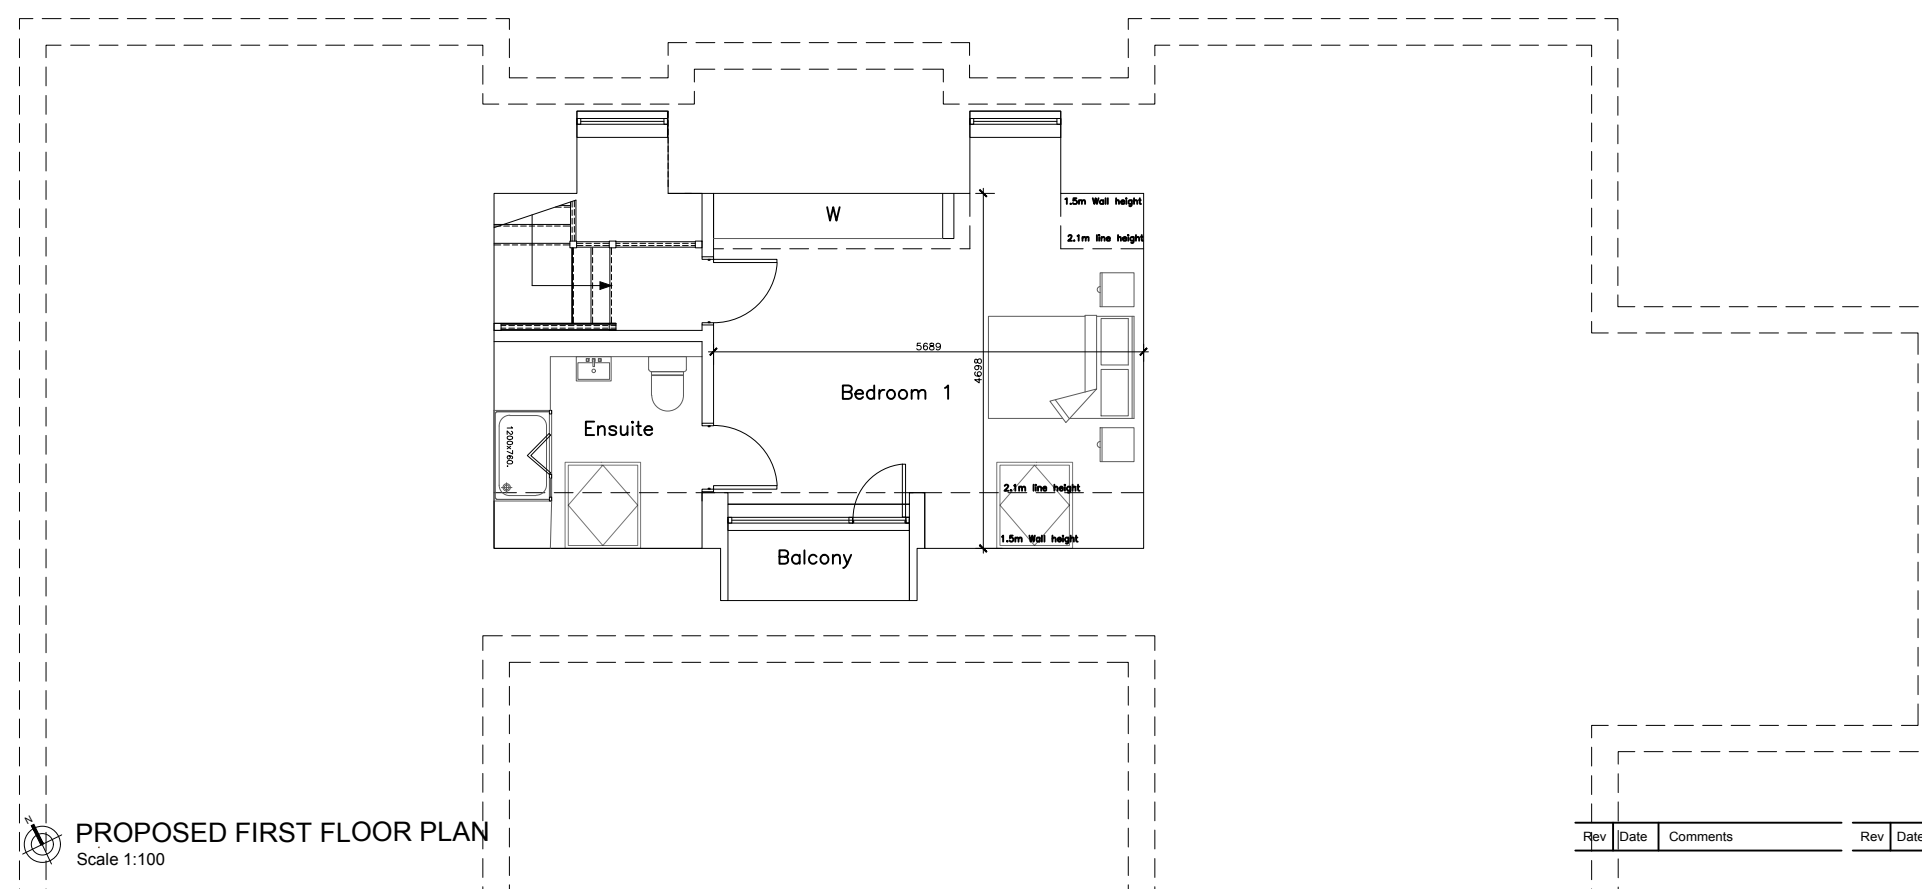 W
1.5m Wall height
2.1m line height
5689
4698
Bedroom 1
Ensuite
1200x760.
2.1m line height
1.5m Wall height
Balcony
N
PROPOSED FIRST FLOOR PLAN
Scale 1:100
Rev Date Comments Rev Date